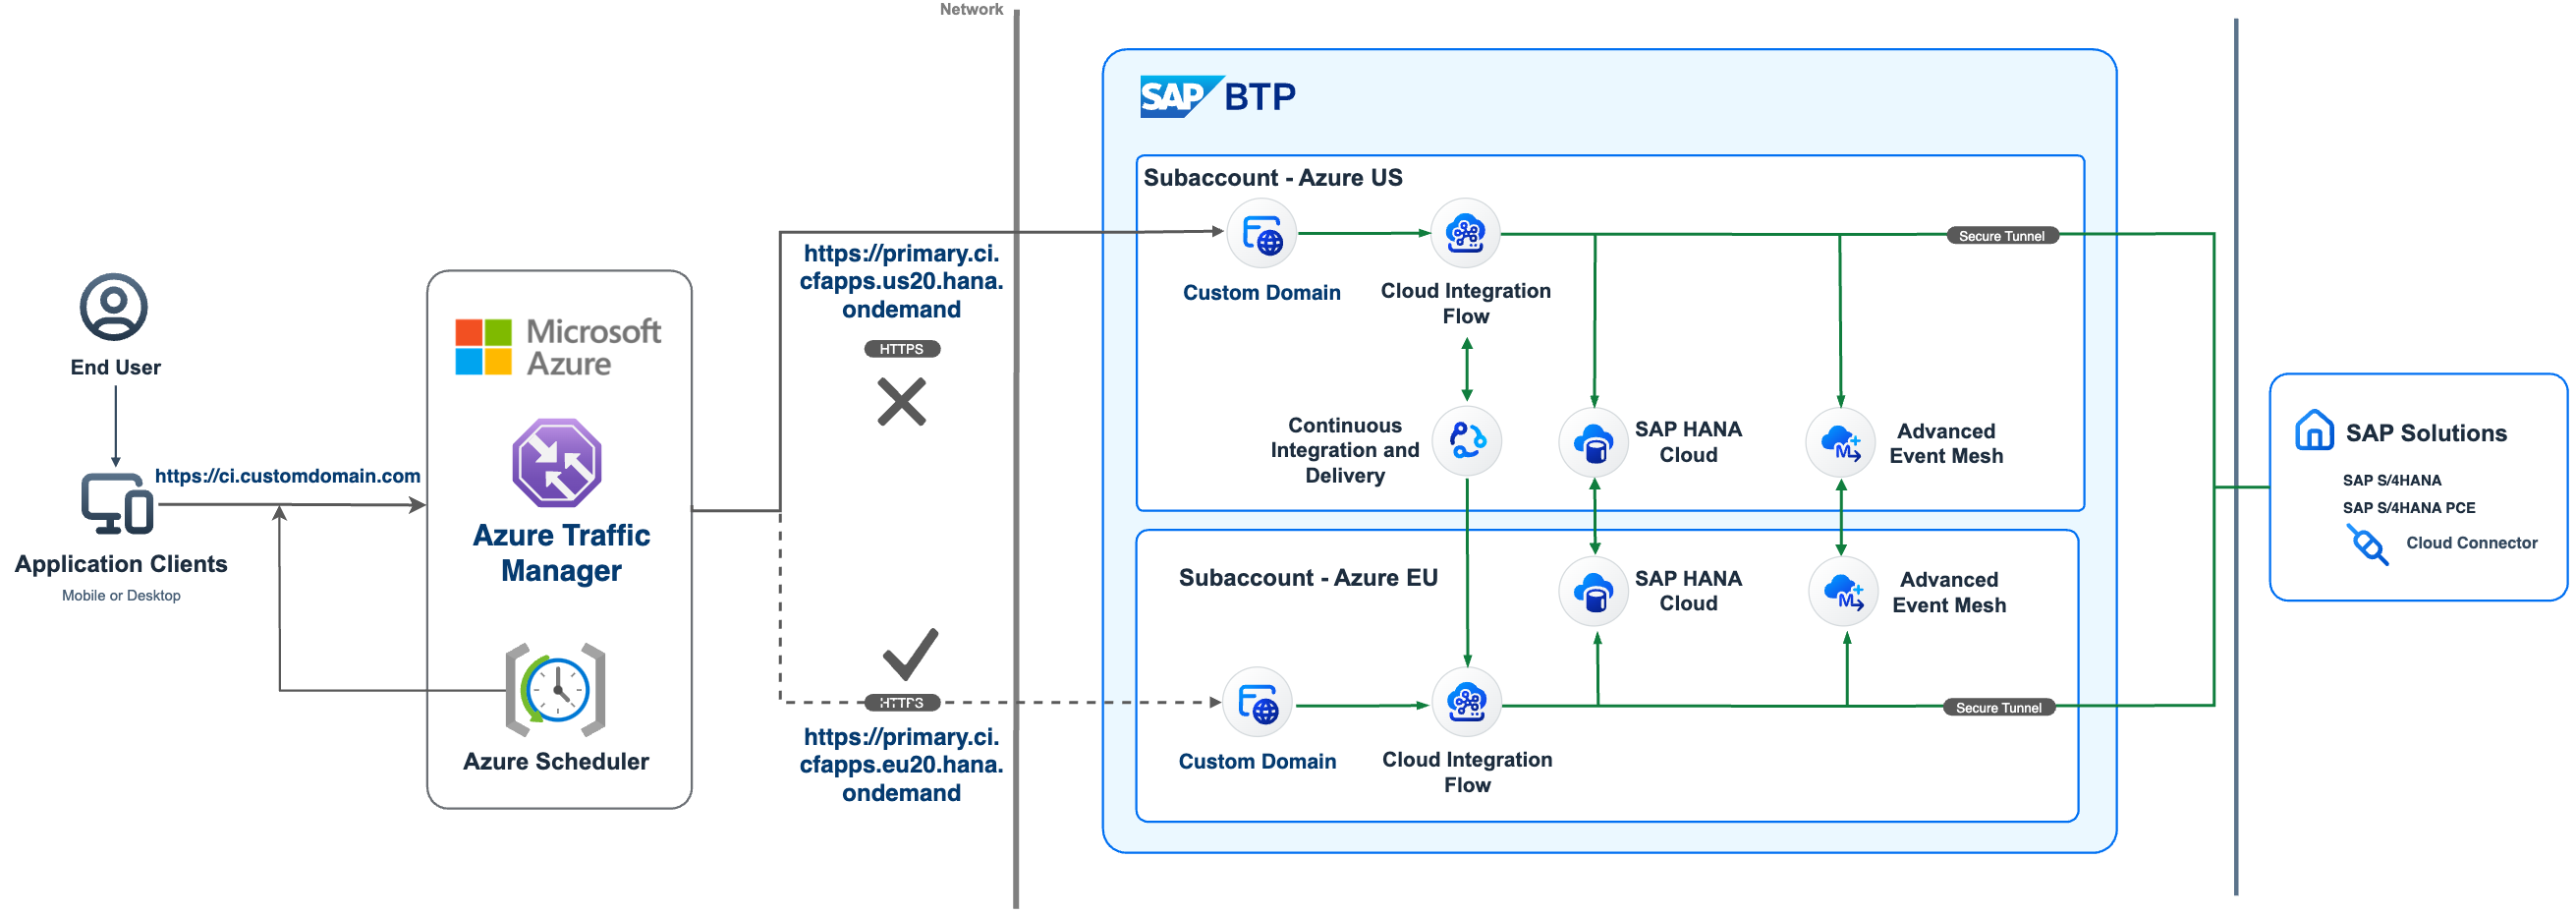 Network
SAP BTP
Subaccount - Azure US
Custom Domain
Cloud Integration
Flow
Secure Tunnel
Continuous
Integration and
Delivery
SAP HANA
Cloud
Advanced
Event Mesh
Subaccount - Azure EU
SAP HANA
Cloud
Advanced
Event Mesh
Custom Domain
Cloud Integration
Flow
Secure Tunnel
https://primary.ci.
cfapps.us20.hana.
ondemand
HTTPS
HTTPS
https://primary.ci.
cfapps.eu20.hana.
ondemand
End User
https://ci.customdomain.com
Application Clients
Mobile or Desktop
Microsoft
Azure
Azure Traffic
Manager
Azure Scheduler
SAP Solutions
SAP S/4HANA
SAP S/4HANA PCE
Cloud Connector